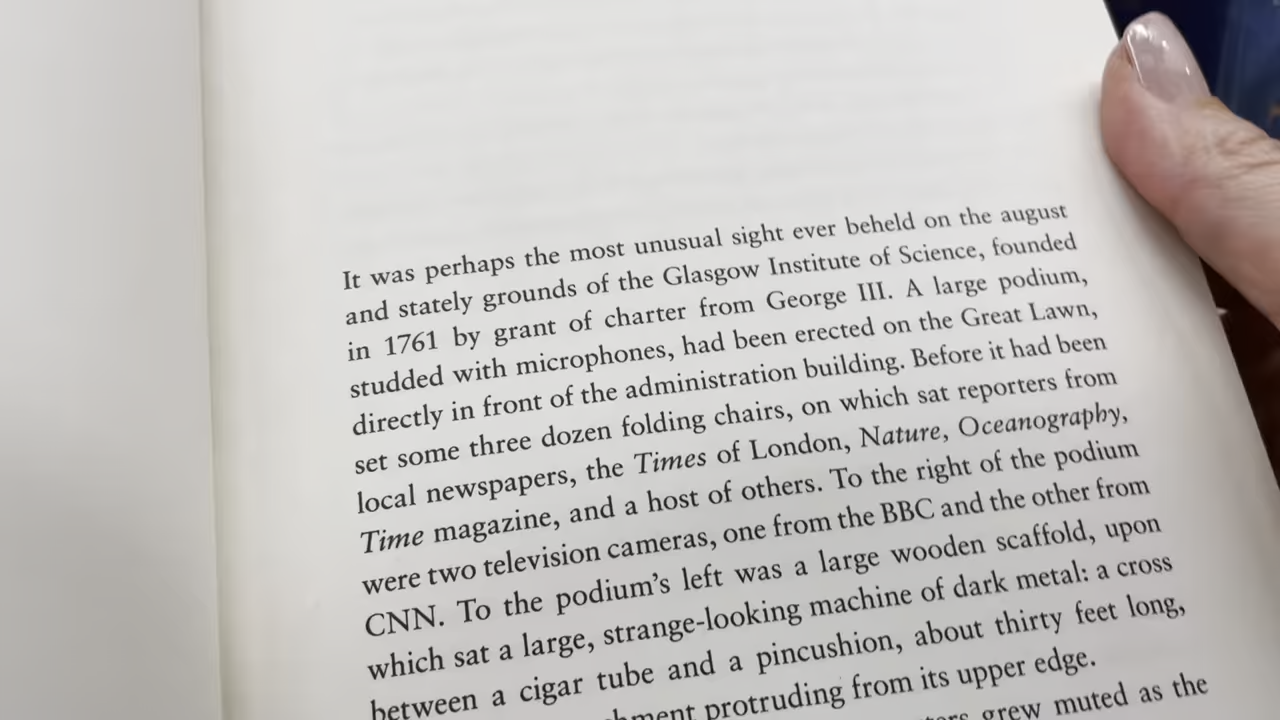 It was perhaps the most unusual sight ever beheld on the august
and stately grounds of the Glasgow Institute of Science, founded
in 1761 by grant of charter from George III. A large podium,
studded with microphones, had been erected on the Great Lawn,
directly in front of the administration building. Before it had been
set some three dozen folding chairs, on which sat reporters from
local newspapers, the Times of London, Nature, Oceanography,
Time magazine, and a host of others. To the right of the podium
were two television cameras, one from the BBC and the other from
CNN. To the podium's left was a large wooden scaffold, upon
which sat a large, strange-looking machine of dark metal: a cross
between a cigar tube and a pincushion, about thirty feet long,
protruding from its upper edge.
grew muted as the